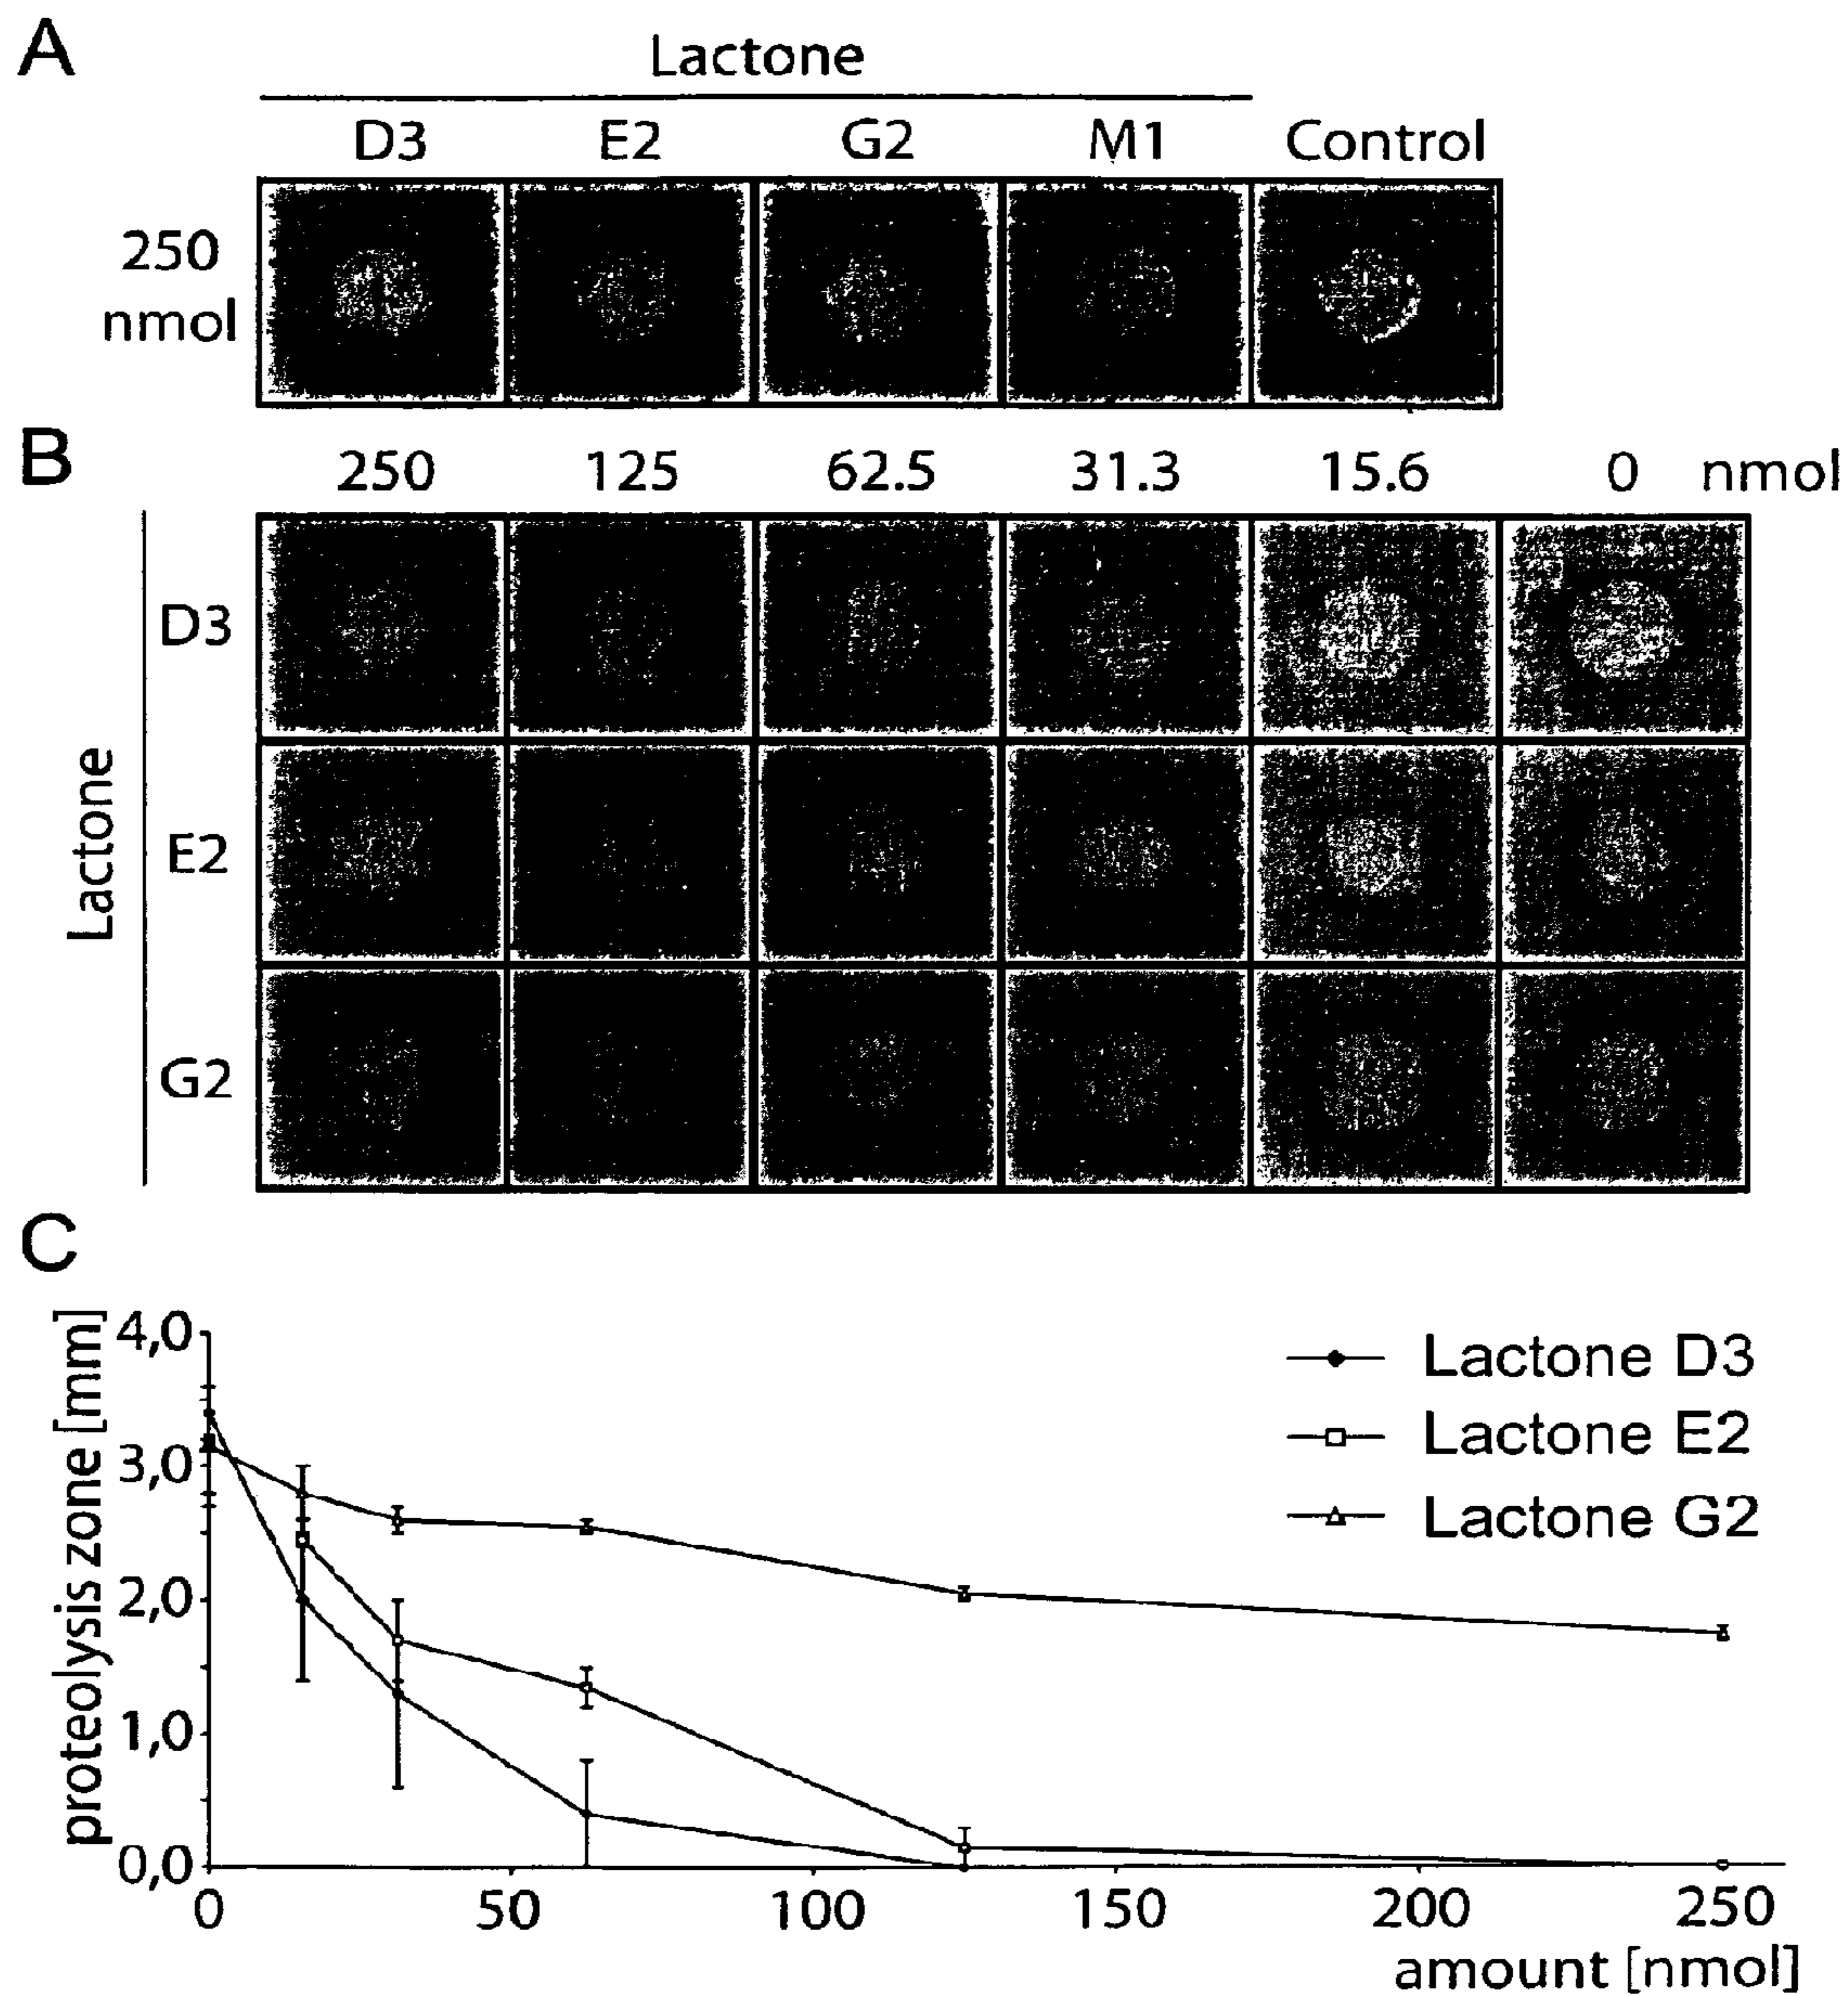 A
Lactone
D3 E2 G2 M1 Control
250
nmol
B
250 125 62.5 31.3 15.6 0 nmol
Lactone
D3
E2
G2
C
proteolysis zone [mm]
4,0
3,0
2,0
1,0
0,0
0 50 100 150 200 250
amount [nmol]
Lactone D3
Lactone E2
Lactone G2